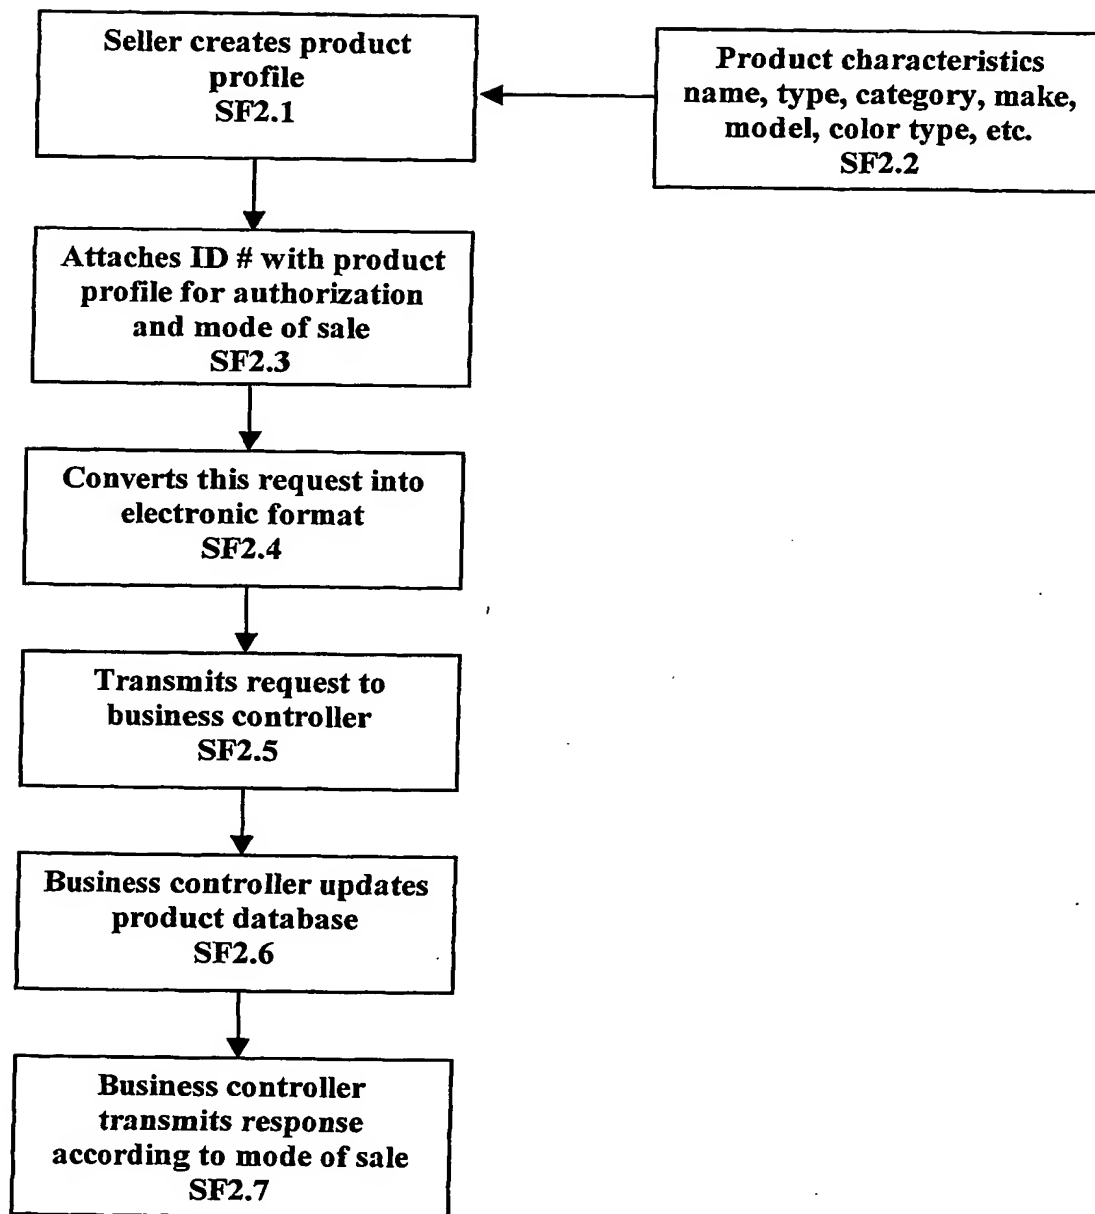 Seller creates product
profile
SF2.1
Product characteristics
name, type, category, make,
model, color type, etc.
SF2.2
Attaches ID # with product
profile for authorization
and mode of sale
SF2.3
Converts this request into
electronic format
SF2.4
Transmits request to
business controller
SF2.5
Business controller updates
product database
SF2.6
Business controller
transmits response
according to mode of sale
SF2.7